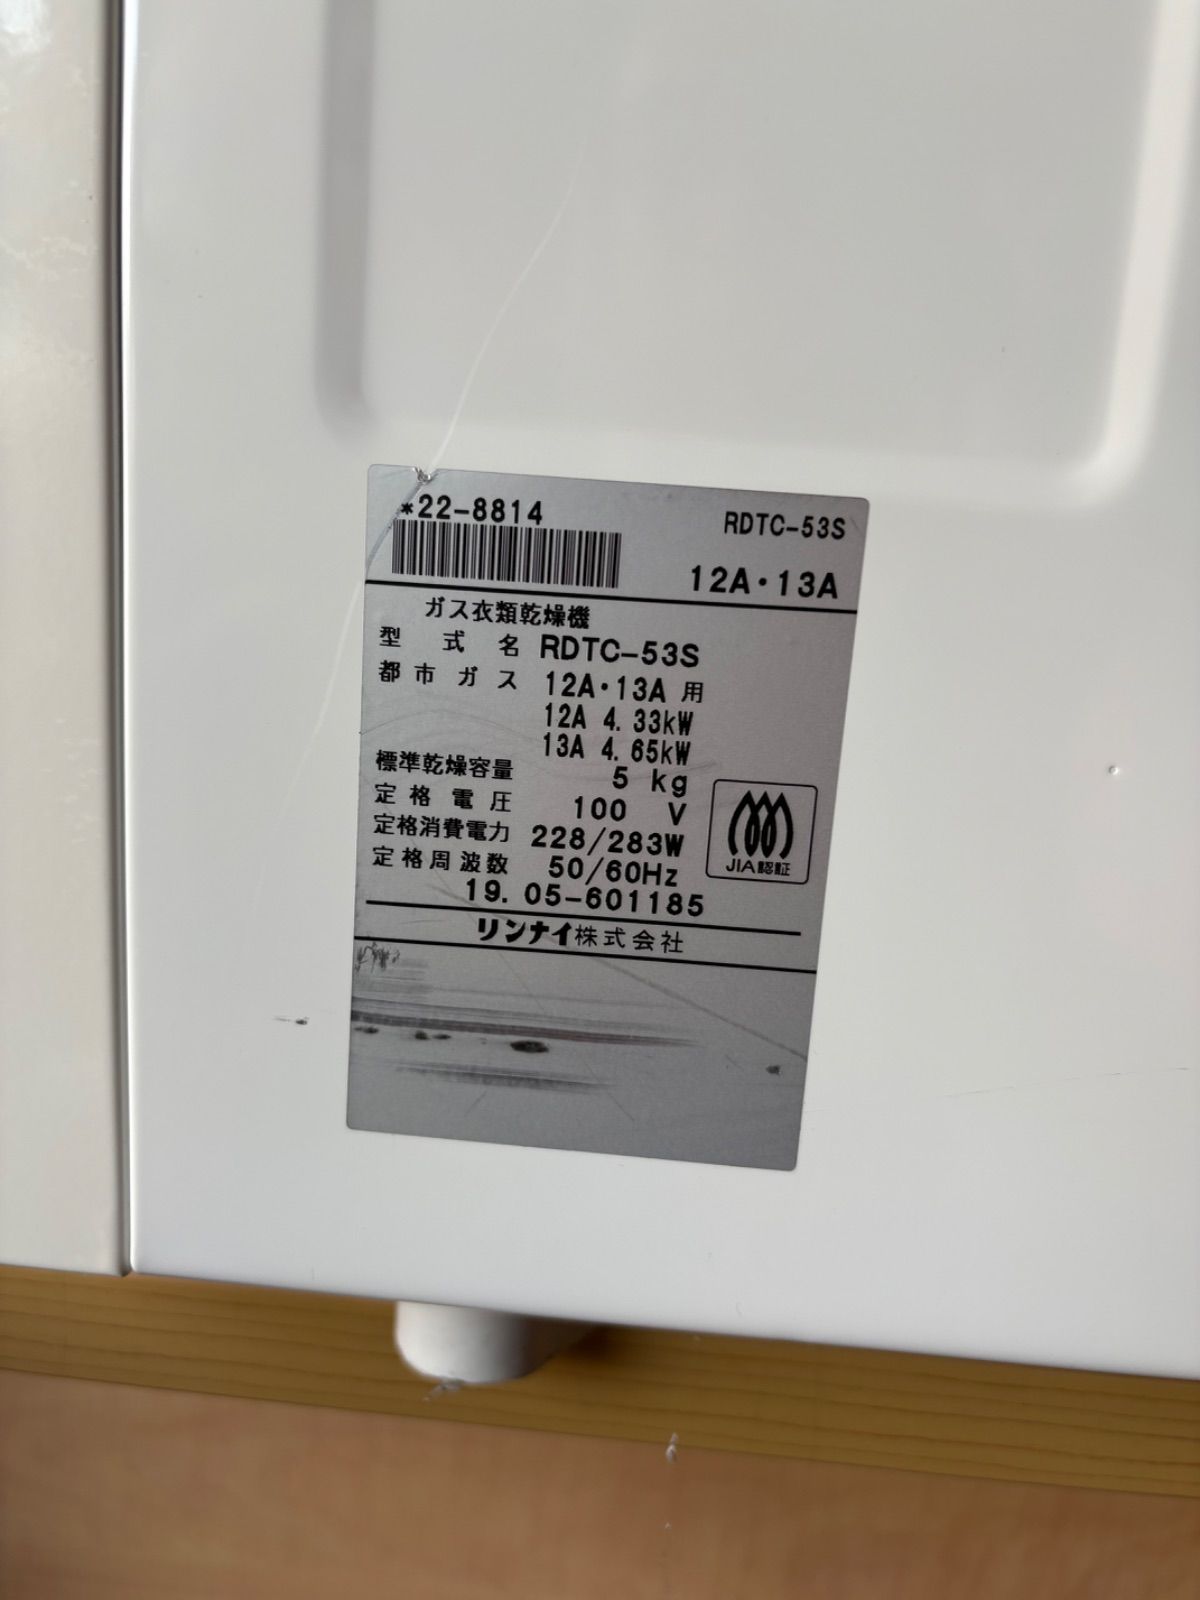 *22-8814
RDTC-53S
12A・13A
ガス衣類乾燥機
型式名 RDTC-53S
都市ガス 12A・13A用
12A 4.33kW
13A 4.65kW
標準乾燥容量 5 kg
定格電圧 100 V
定格消費電力 228/283W
定格周波数 50/60Hz
19.05-601185
JIA認証
リンナイ株式会社